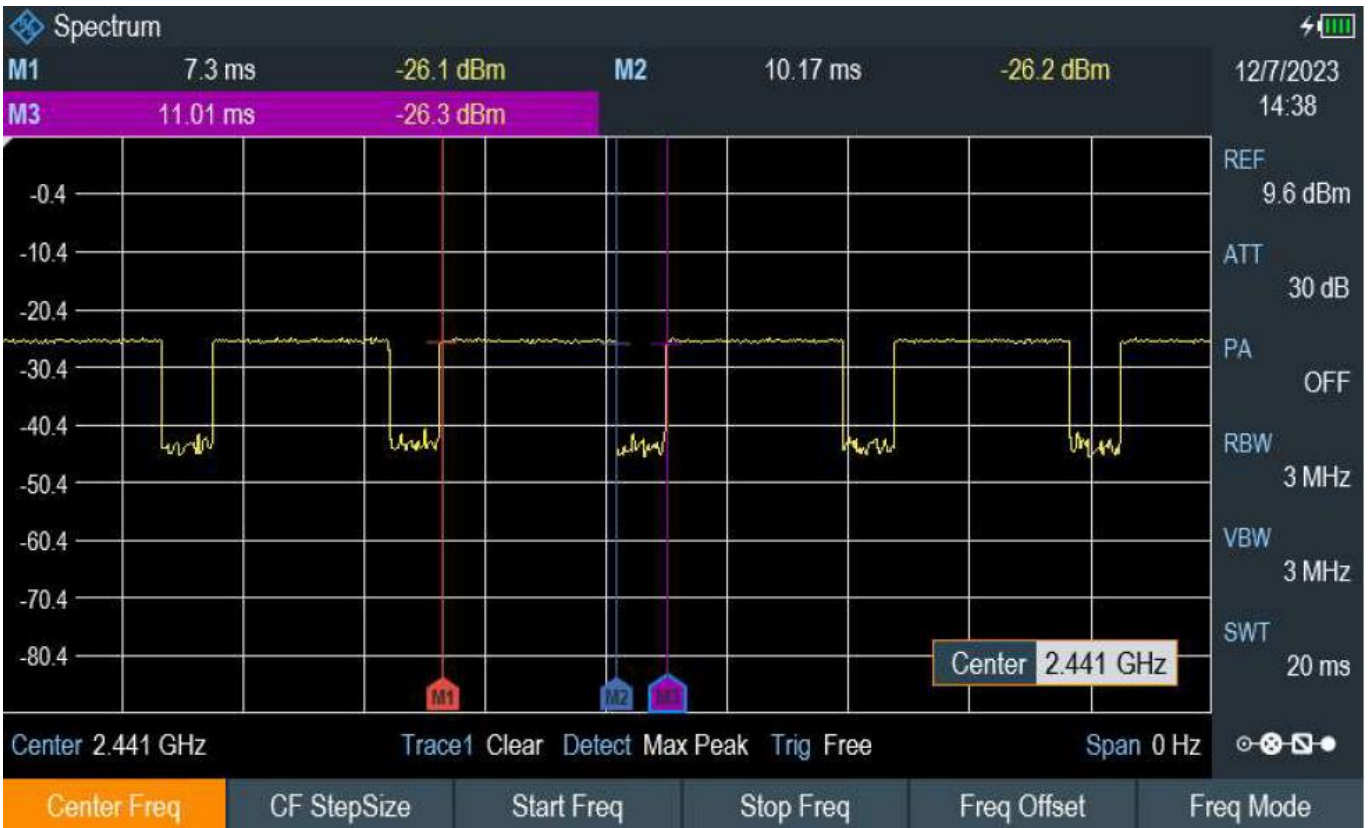 Spectrum
M1 7.3 ms -26.1 dBm M2 10.17 ms -26.2 dBm
M3 11.01 ms -26.3 dBm
12/7/2023
14:38
-0.4
-10.4
-20.4
-30.4
-40.4
-50.4
-60.4
-70.4
-80.4
M1 M2 M3
Center 2.441 GHz
REF
9.6 dBm
ATT
30 dB
PA
OFF
RBW
3 MHz
VBW
3 MHz
SWT
20 ms
Center 2.441 GHz Trace1 Clear Detect Max Peak Trig Free Span 0 Hz
Center Freq CF StepSize Start Freq Stop Freq Freq Offset Freq Mode